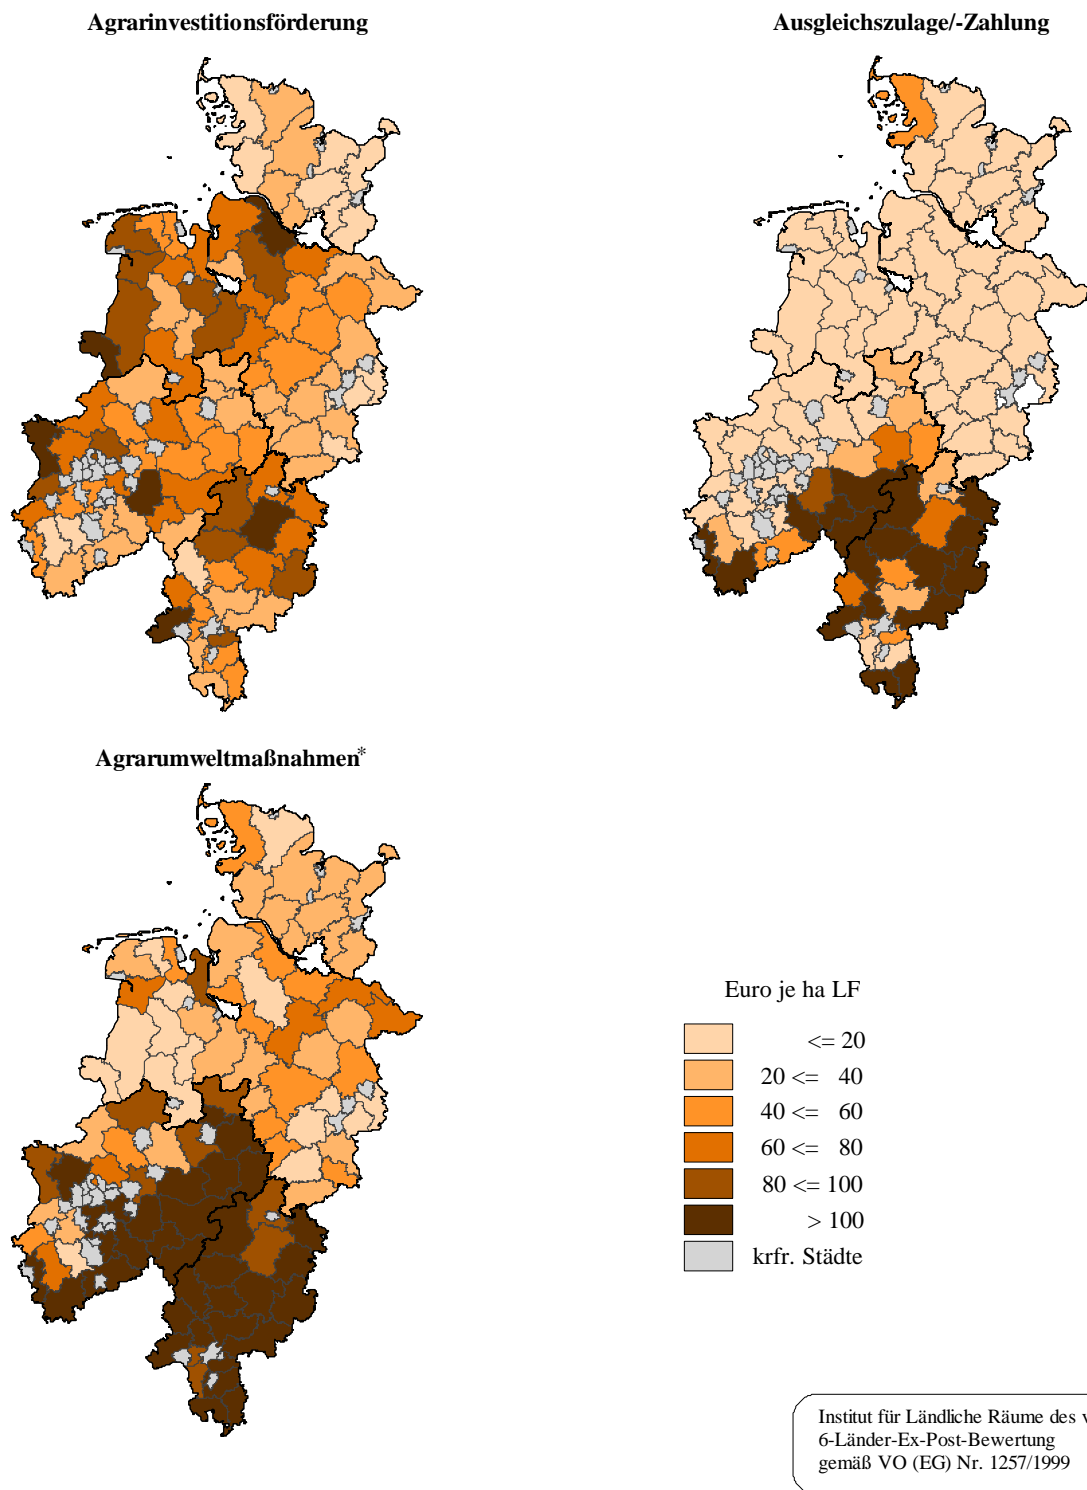 Agrarinvestitionsförderung
Ausgleichszulage/-Zahlung
Agrarumweltmaßnahmen*
Euro je ha LF
<= 20
20 <= 40
40 <= 60
60 <= 80
80 <= 100
> 100
krfr. Städte
Institut für Ländliche Räume des
6-Länder-Ex-Post-Bewertung
gemäß VO (EG) Nr. 1257/1999